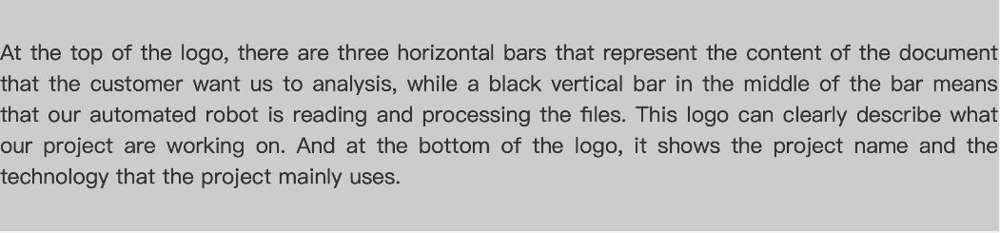 At the top of the logo, there are three horizontal bars that represent the content of the document
that the customer want us to analysis, while a black vertical bar in the middle of the bar means
that our automated robot is reading and processing the files. This logo can clearly describe what
our project are working on. And at the bottom of the logo, it shows the project name and the
technology that the project mainly uses.